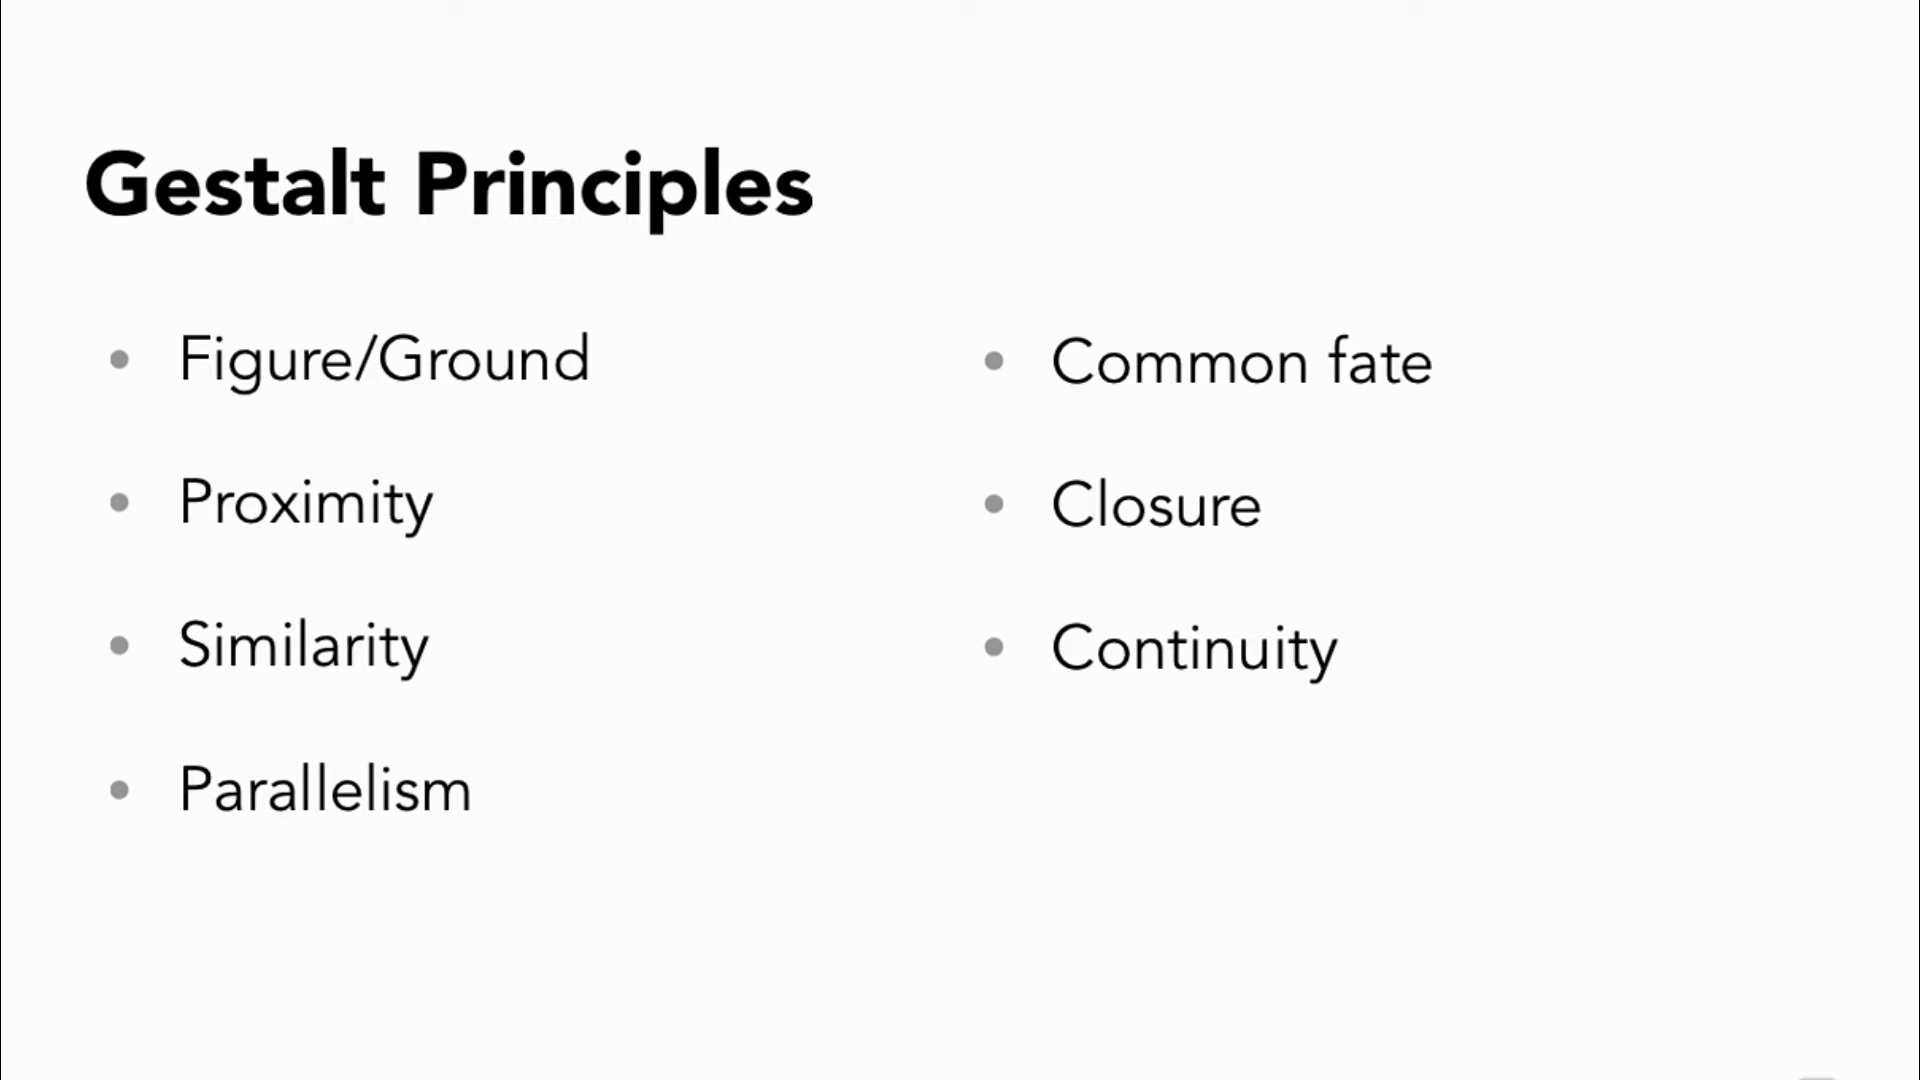 Gestalt Principles
• Figure/Ground
• Proximity
• Similarity
• Parallelism
• Common fate
• Closure
• Continuity